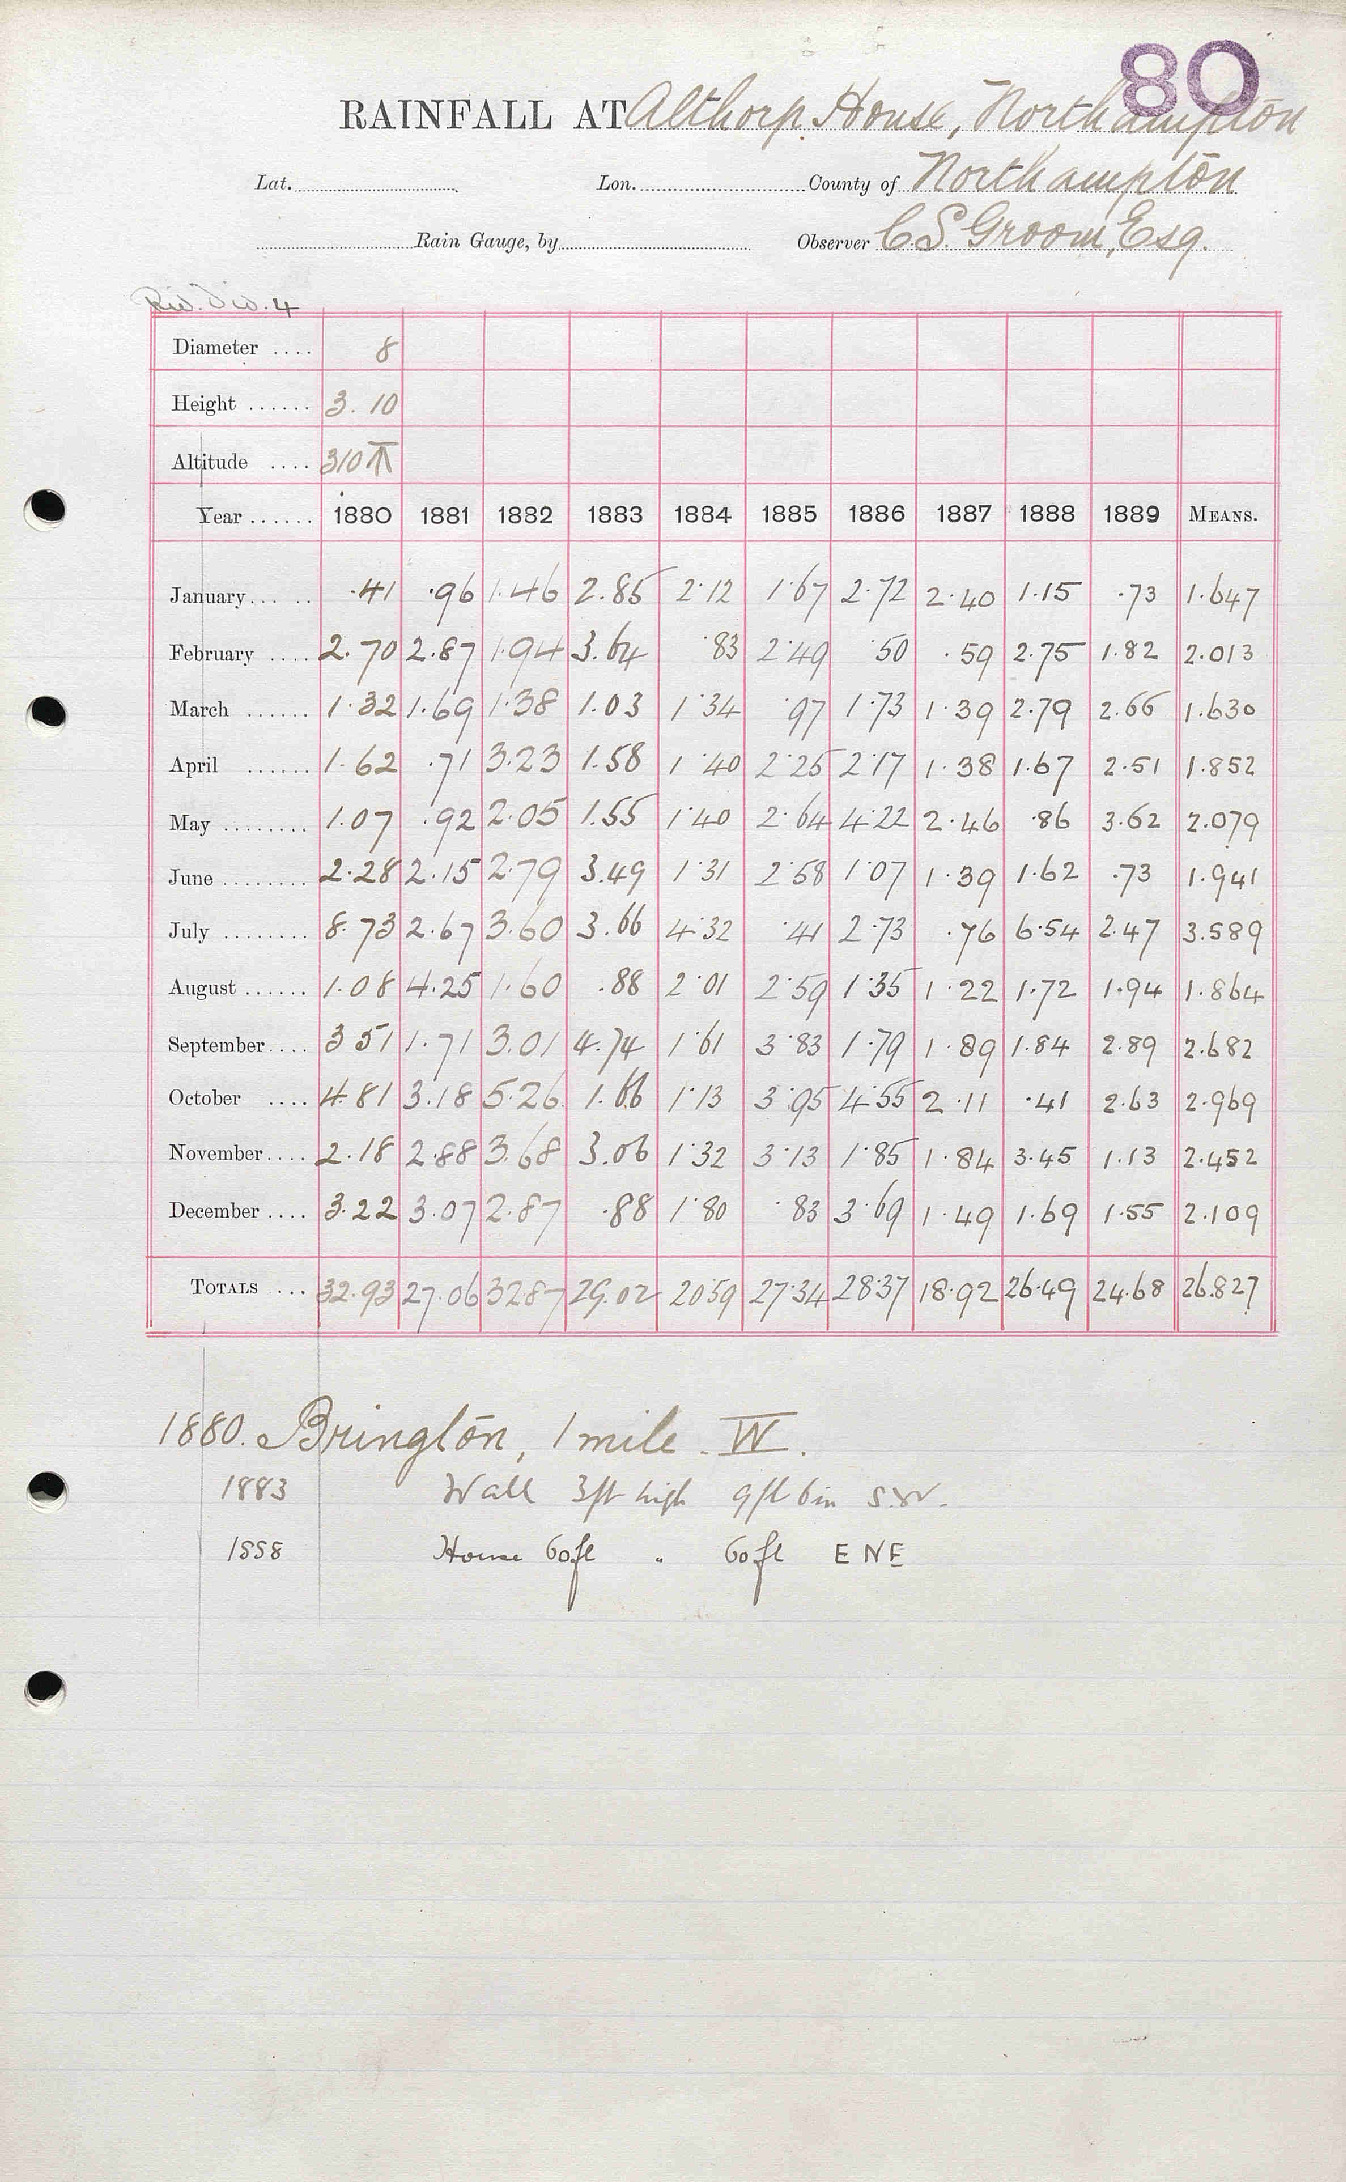 80
RAINFALL AT Althorp House, Northampton
Lat. Lon. County of Northampton
Rain Gauge, by Observer C.S. Groom, Esq.
Riv. Div. 4
Diameter .... 8
Height ...... 3. 10
Altitude .... 310
Year ...... 1880 1881 1882 1883 1884 1885 1886 1887 1888 1889 MEANS.
January ... .. .41 .96 1.46 2.85 2.12 1.67 2.72 2.40 1.15 .73 1.647
February .... 2.70 2.87 1.94 3.64 .83 2.49 .50 .59 2.75 1.82 2.013
March ...... 1.32 1.69 1.38 1.03 1.34 .97 1.73 1.39 2.79 2.66 1.630
April ...... 1.62 .71 3.23 1.58 1.40 2.25 2.17 1.38 1.67 2.51 1.852
May ........ 1.07 .92 2.05 1.55 1.40 2.64 4.22 2.46 .86 3.62 2.079
June ........ 2.28 2.15 2.79 3.49 1.31 2.58 1.07 1.39 1.62 .73 1.941
July ........ 8.73 2.67 3.60 3.66 4.32 .41 2.73 .76 6.54 2.47 3.589
August ...... 1.08 4.25 1.60 .88 2.01 2.59 1.35 1.22 1.72 1.94 1.864
September .... 3 51 1.71 3.01 4.74 1.61 3.83 1.79 1.89 1.84 2.89 2.682
October .... 4.81 3.18 5.26 1.66 1.13 3.95 4.55 2.11 .41 2.63 2.969
November .... 2.18 2.88 3.68 3.06 1.32 3.13 1.85 1.84 3.45 1.13 2.452
December .... 3.22 3.07 2.87 .88 1.80 .83 3.69 1.49 1.69 1.55 2.109
TOTALS ... 32.93 27.06 32.87 29.02 20.59 27.34 28.37 18.92 26.49 24.68 26.827
1880. Brington, 1 mile. W.
1883 Wall 3ft high 9ft 6in S.W.
1888 House 60ft " 60ft ENE